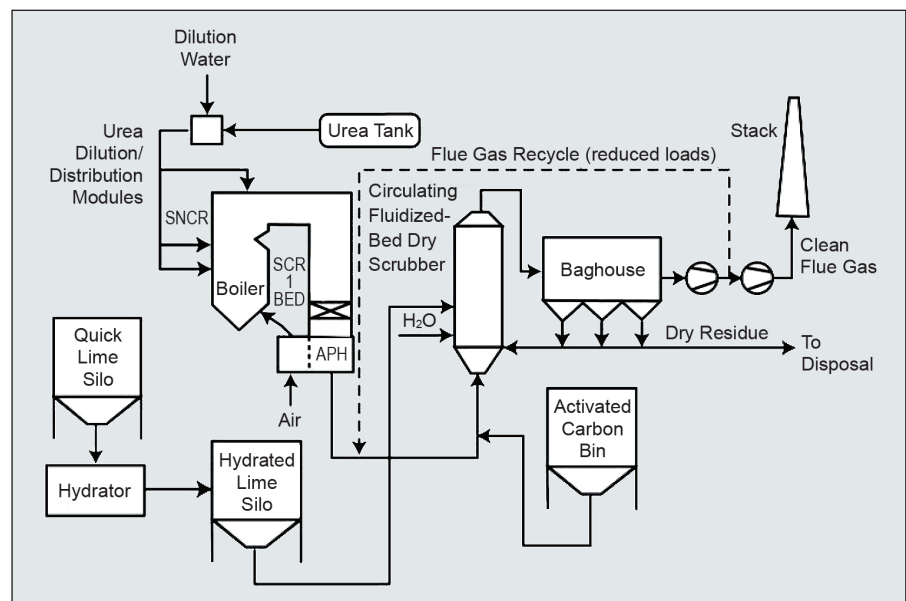 Dilution
Water
Urea Tank
Urea
Dilution/
Distribution
Modules
Flue Gas Recycle (reduced loads)
Stack
Circulating
Fluidized-
Bed Dry
Scrubber
SNCR
Boiler
SCR
1
BED
Baghouse
Clean
Flue Gas
H₂O
Dry Residue
To
Disposal
APH
Air
Quick
Lime
Silo
Activated
Carbon
Bin
Hydrator
Hydrated
Lime
Silo